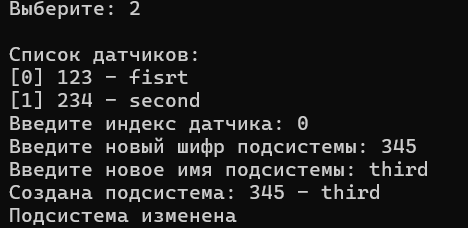 Выберите: 2
Список датчиков:
[0] 123 – fisrt
[1] 234 – second
Введите индекс датчика: 0
Введите новый шифр подсистемы: 345
Введите новое имя подсистемы: third
Создана подсистема: 345 – third
Подсистема изменена